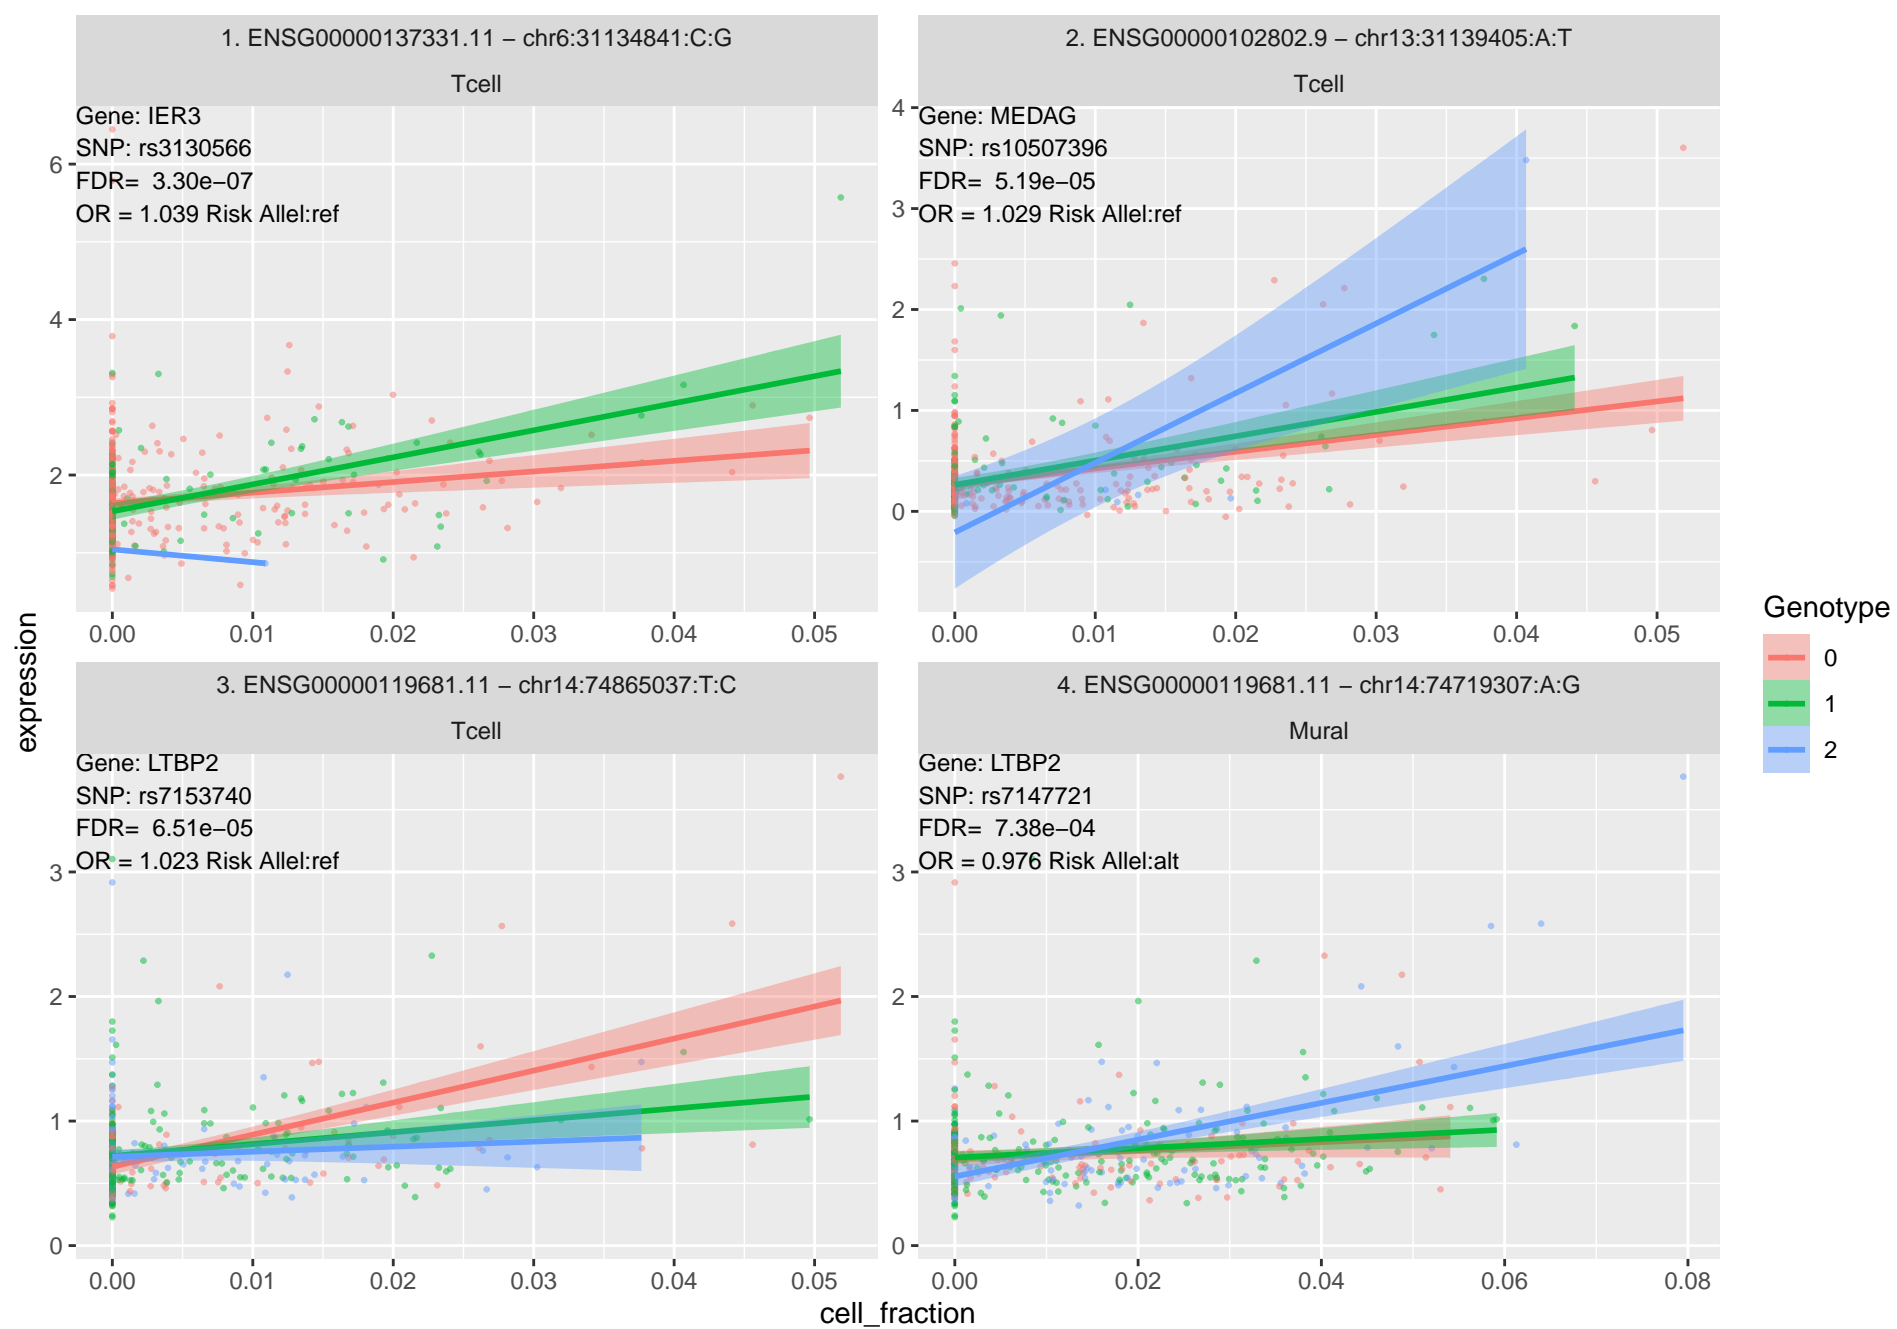 1. ENSG00000137331.11 − chr6:31134841:C:G
Tcell
Gene: IER3
SNP: rs3130566
FDR= 3.30e−07
OR = 1.039 Risk Allel:ref
6
4
2
0.00 0.01 0.02 0.03 0.04 0.05
2. ENSG00000102802.9 − chr13:31139405:A:T
Tcell
Gene: MEDAG
SNP: rs10507396
FDR= 5.19e−05
OR = 1.029 Risk Allel:ref
4
3
2
1
0
0.00 0.01 0.02 0.03 0.04 0.05
3. ENSG00000119681.11 − chr14:74865037:T:C
Tcell
Gene: LTBP2
SNP: rs7153740
FDR= 6.51e−05
OR = 1.023 Risk Allel:ref
3
2
1
0
0.00 0.01 0.02 0.03 0.04 0.05
4. ENSG00000119681.11 − chr14:74719307:A:G
Mural
Gene: LTBP2
SNP: rs7147721
FDR= 7.38e−04
OR = 0.976 Risk Allel:alt
3
2
1
0
0.00 0.02 0.04 0.06 0.08
expression
cell_fraction
Genotype
0
1
2